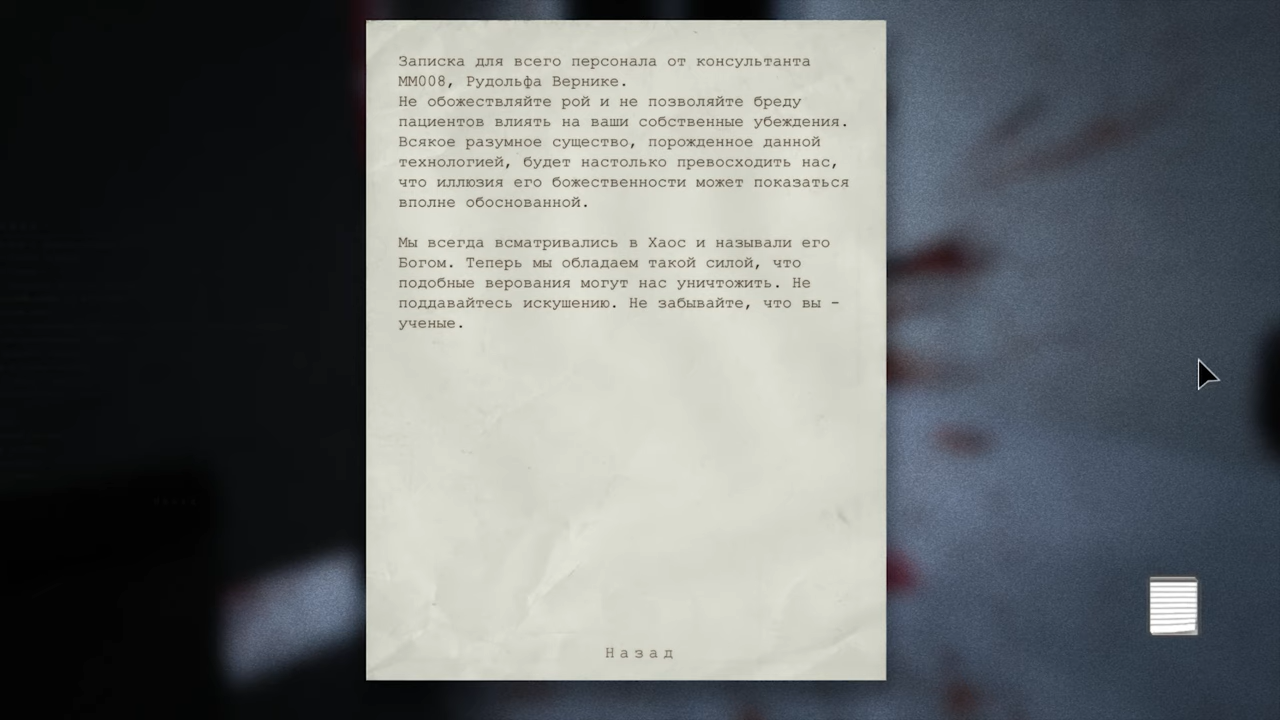 Записка для всего персонала от консультанта
ММ008, Рудольфа Вернике.
Не обожествляйте рой и не позволяйте бреду
пациентов влиять на ваши собственные убеждения.
Всякое разумное существо, порожденное данной
технологией, будет настолько превосходить нас,
что иллюзия его божественности может показаться
вполне обоснованной.

Мы всегда всматривались в Хаос и называли его
Богом. Теперь мы обладаем такой силой, что
подобные верования могут нас уничтожить. Не
поддавайтесь искушению. Не забывайте, что вы -
ученые.
Назад